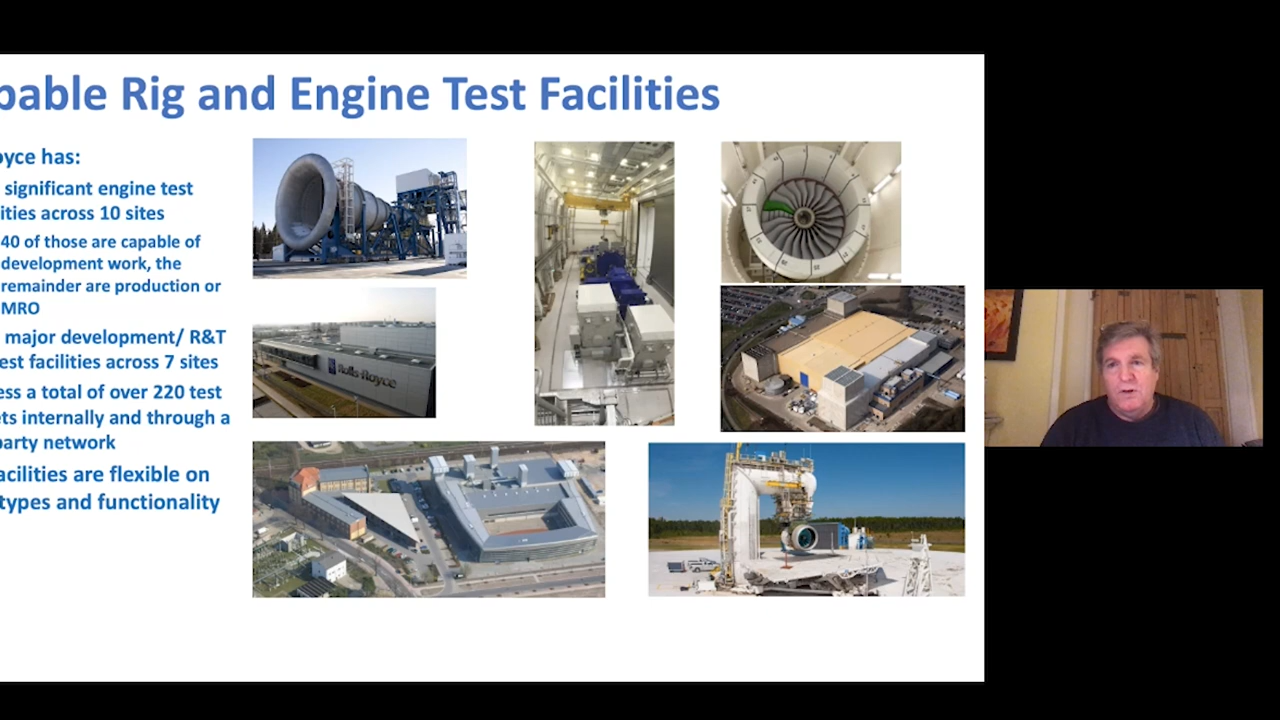 pable Rig and Engine Test Facilities
oyce has:
significant engine test
ities across 10 sites
40 of those are capable of
development work, the
remainder are production or
MRO
major development/ R&T
est facilities across 7 sites
ess a total of over 220 test
ets internally and through a
party network
acilities are flexible on
types and functionality
Rolls-Royce